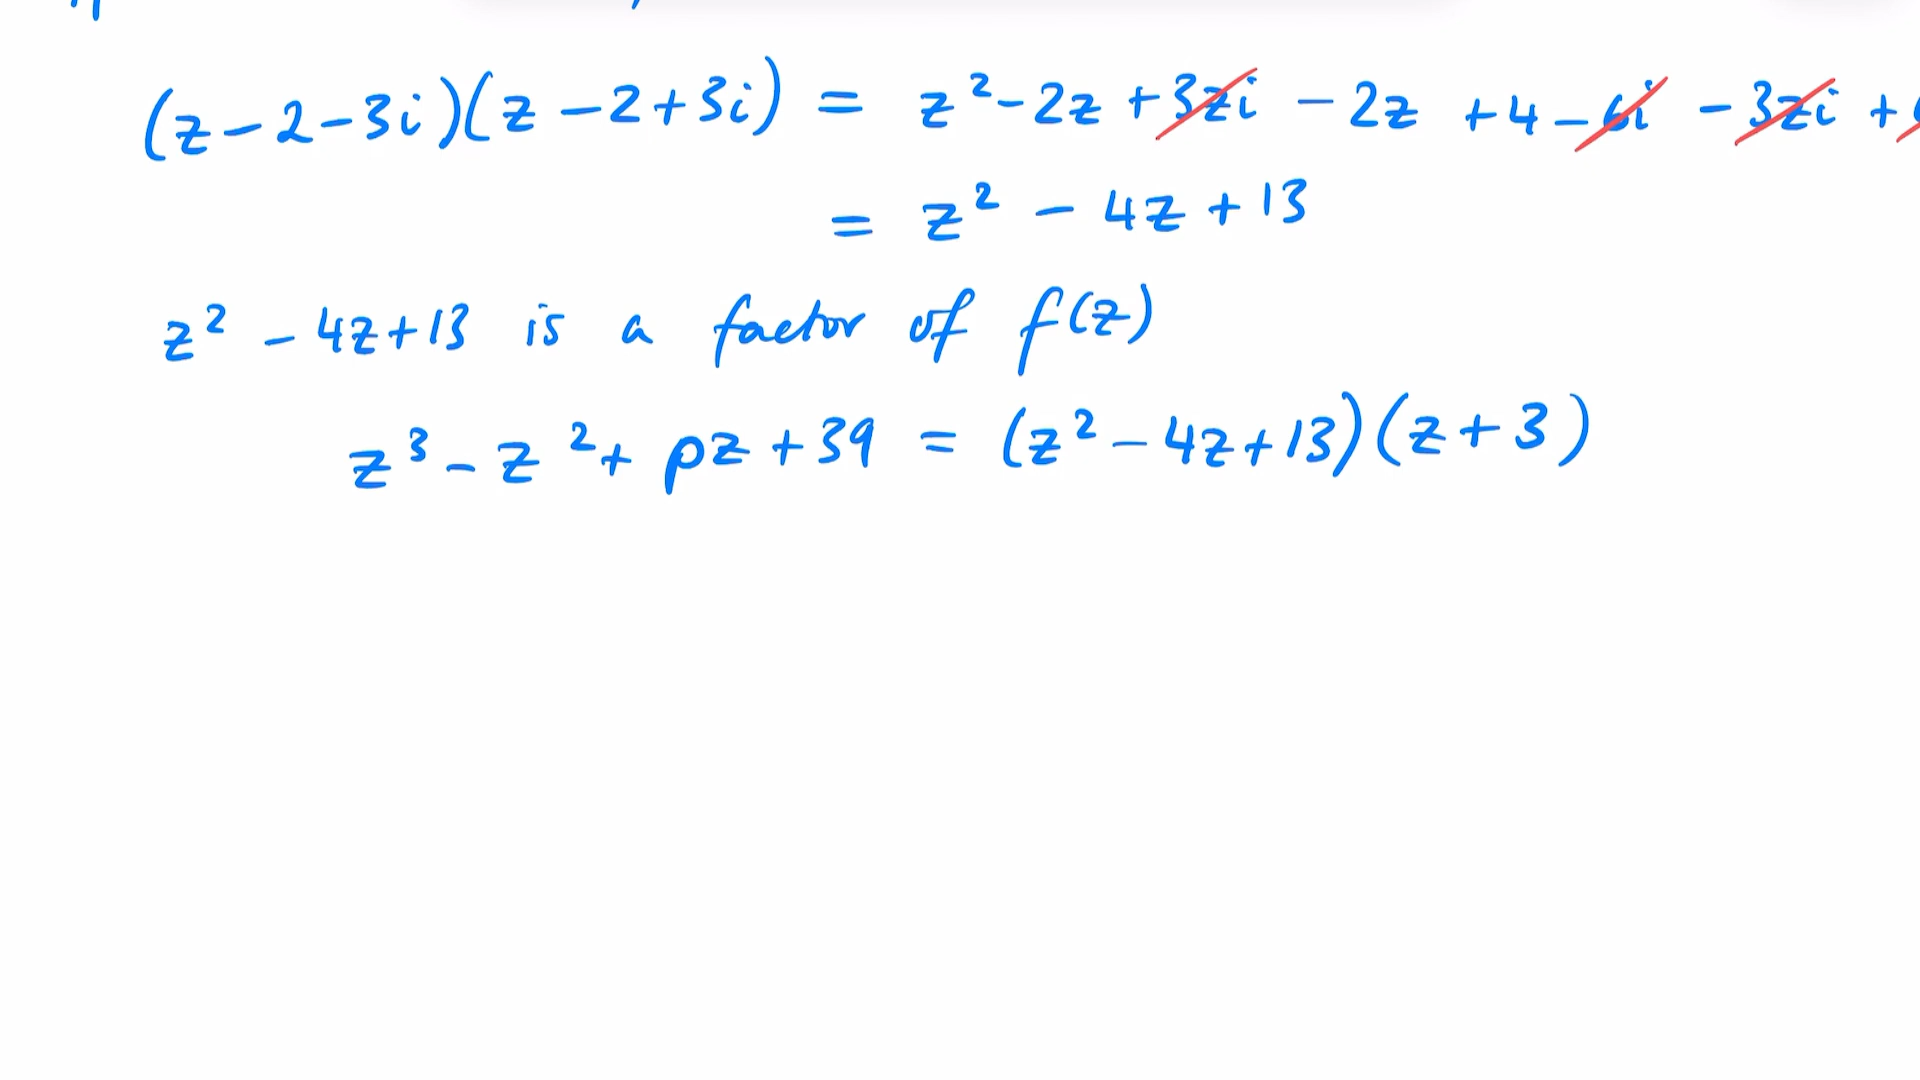 (z-2-3i)(z-2+3i) = z²-2z+3zi-2z+4-6i-3zi+
= z²-4z+13
z²-4z+13 is a factor of f(z)
z³-z²+pz+39 = (z²-4z+13)(z+3)